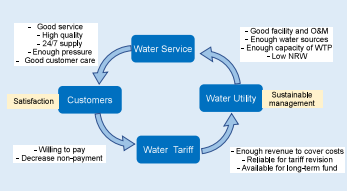 - Good service
- High quality
- 24/7 supply
- Enough pressure
- Good customer care
Water Service
- Good facility and O&M
- Enough water sources
- Enough capacity of WTP
- Low NRW
Satisfaction
Customers
Water Utility
Sustainable
management
- Willing to pay
- Decrease non-payment
Water Tariff
- Enough revenue to cover costs
- Reliable for tariff revision
- Available for long-term fund